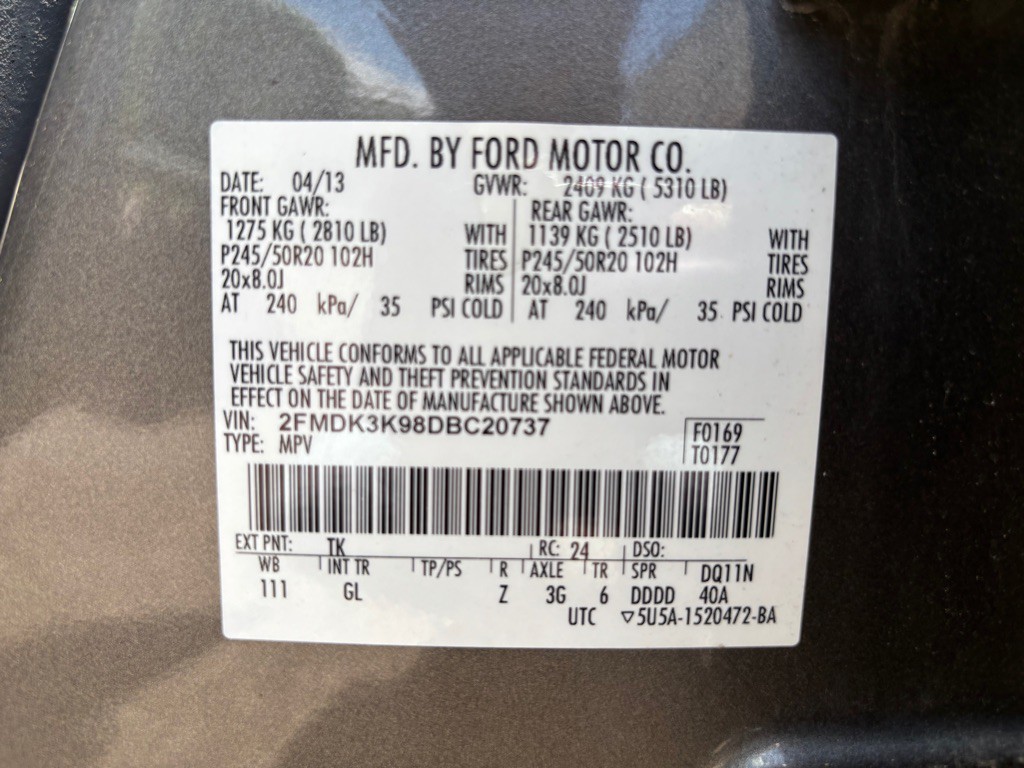 MFD. BY FORD MOTOR CO.
DATE: 04/13 GVWR: 2409 KG ( 5310 LB)
FRONT GAWR: REAR GAWR:
1275 KG ( 2810 LB) WITH 1139 KG ( 2510 LB) WITH
P245/50R20 102H TIRES P245/50R20 102H TIRES
20x8.0J RIMS 20x8.0J RIMS
AT 240 kPa/ 35 PSI COLD AT 240 kPa/ 35 PSI COLD
THIS VEHICLE CONFORMS TO ALL APPLICABLE FEDERAL MOTOR
VEHICLE SAFETY AND THEFT PREVENTION STANDARDS IN
EFFECT ON THE DATE OF MANUFACTURE SHOWN ABOVE.
VIN: 2FMDK3K98DBC20737 F0169
TYPE: MPV T0177
EXT PNT: TK RC: 24 DSO:
WB INT TR TP/PS R AXLE TR SPR DQ11N
111 GL Z 3G 6 DDDD 40A
UTC ▽5U5A-1520472-BA